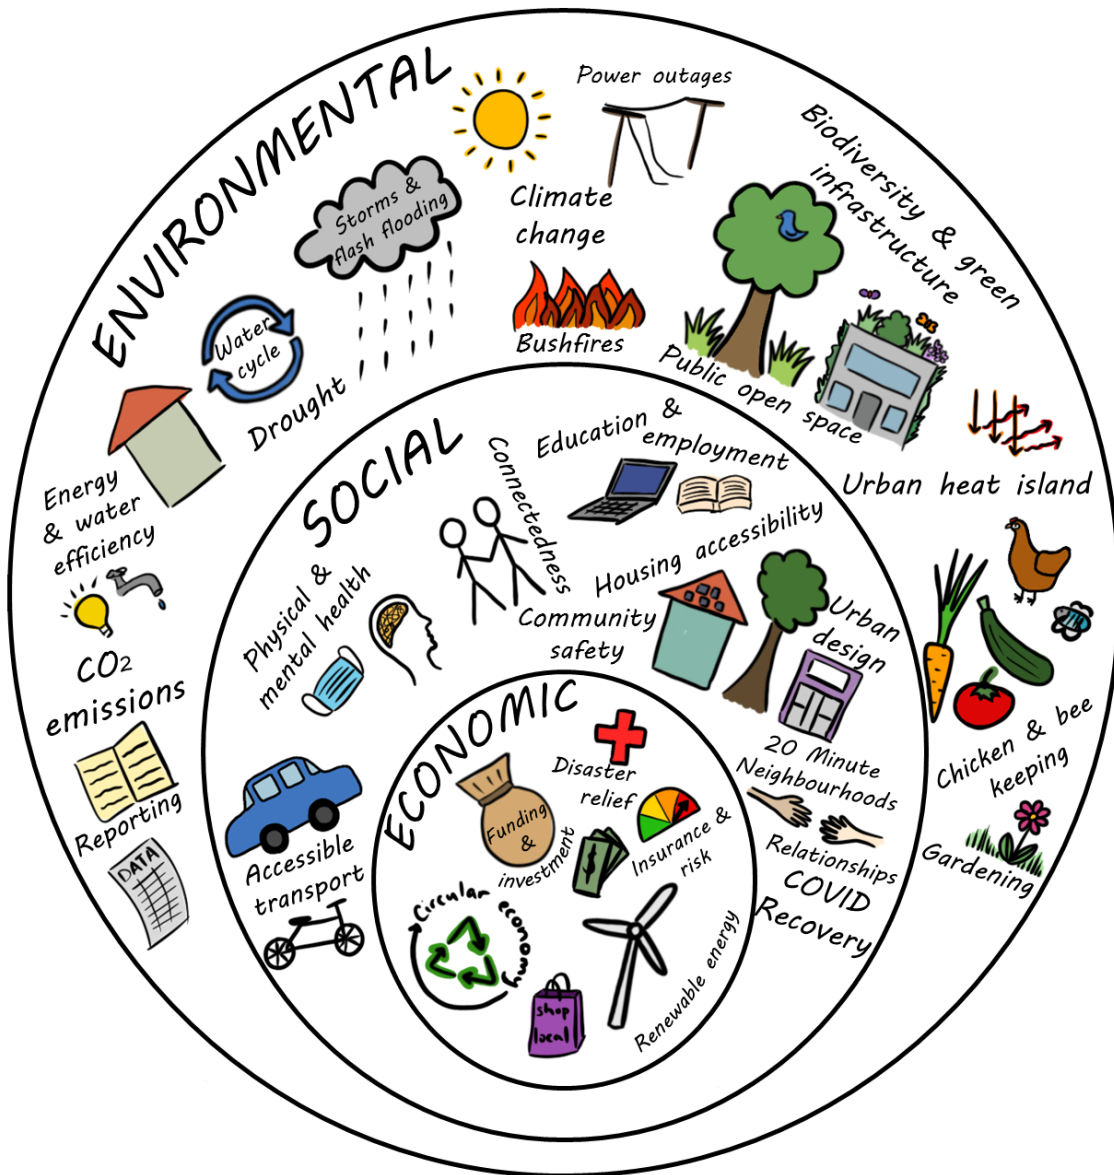 ENVIRONMENTAL
Power outages
Biodiversity & green
infrastructure
Storms &
flash flooding
Climate
change
Bushfires
Water
cycle
Drought
Public open space
Urban heat island
Energy
& water
efficiency
CO2
emissions
Reporting
DATA
Chicken & bee
keeping
Gardening
SOCIAL
Connectedness
Education &
employment
Physical &
mental health
Housing accessibility
Community
safety
Urban
design
20 Minute
Neighbourhoods
Relationships
COVID
Recovery
Accessible
transport
ECONOMIC
Disaster
relief
Funding
&
investment
Insurance &
risk
Circular economy
shop
local
Renewable energy